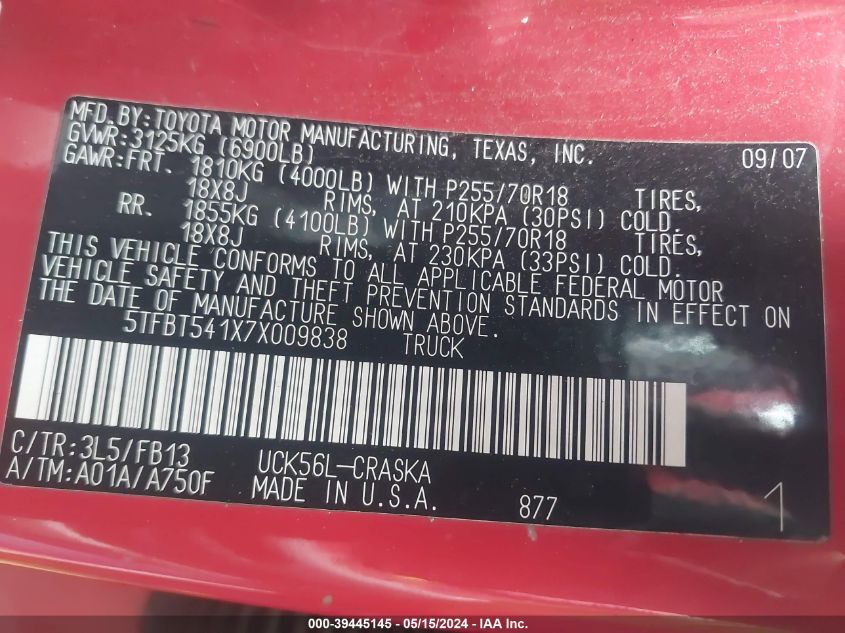 MFD. BY: TOYOTA MOTOR MANUFACTURING, TEXAS, INC. 09/07
GVWR: 3125KG (6900LB)
GAWR: FRT. 1810KG (4000LB) WITH P255/70R18 TIRES,
18X8J RIMS, AT 210KPA (30PSI) COLD.
RR. 1855KG (4100LB) WITH P255/70R18 TIRES,
18X8J RIMS, AT 230KPA (33PSI) COLD.
THIS VEHICLE CONFORMS TO ALL APPLICABLE FEDERAL MOTOR
VEHICLE SAFETY AND THEFT PREVENTION STANDARDS IN EFFECT ON
THE DATE OF MANUFACTURE SHOWN ABOVE.
5TFBT541X7X009838 TRUCK
C/TR: 3L5/FB13 UCK56L-CRASKA
A/TM: A01A/A750F MADE IN U.S.A. 877 1
000-39445145 - 05/15/2024 - IAA Inc.